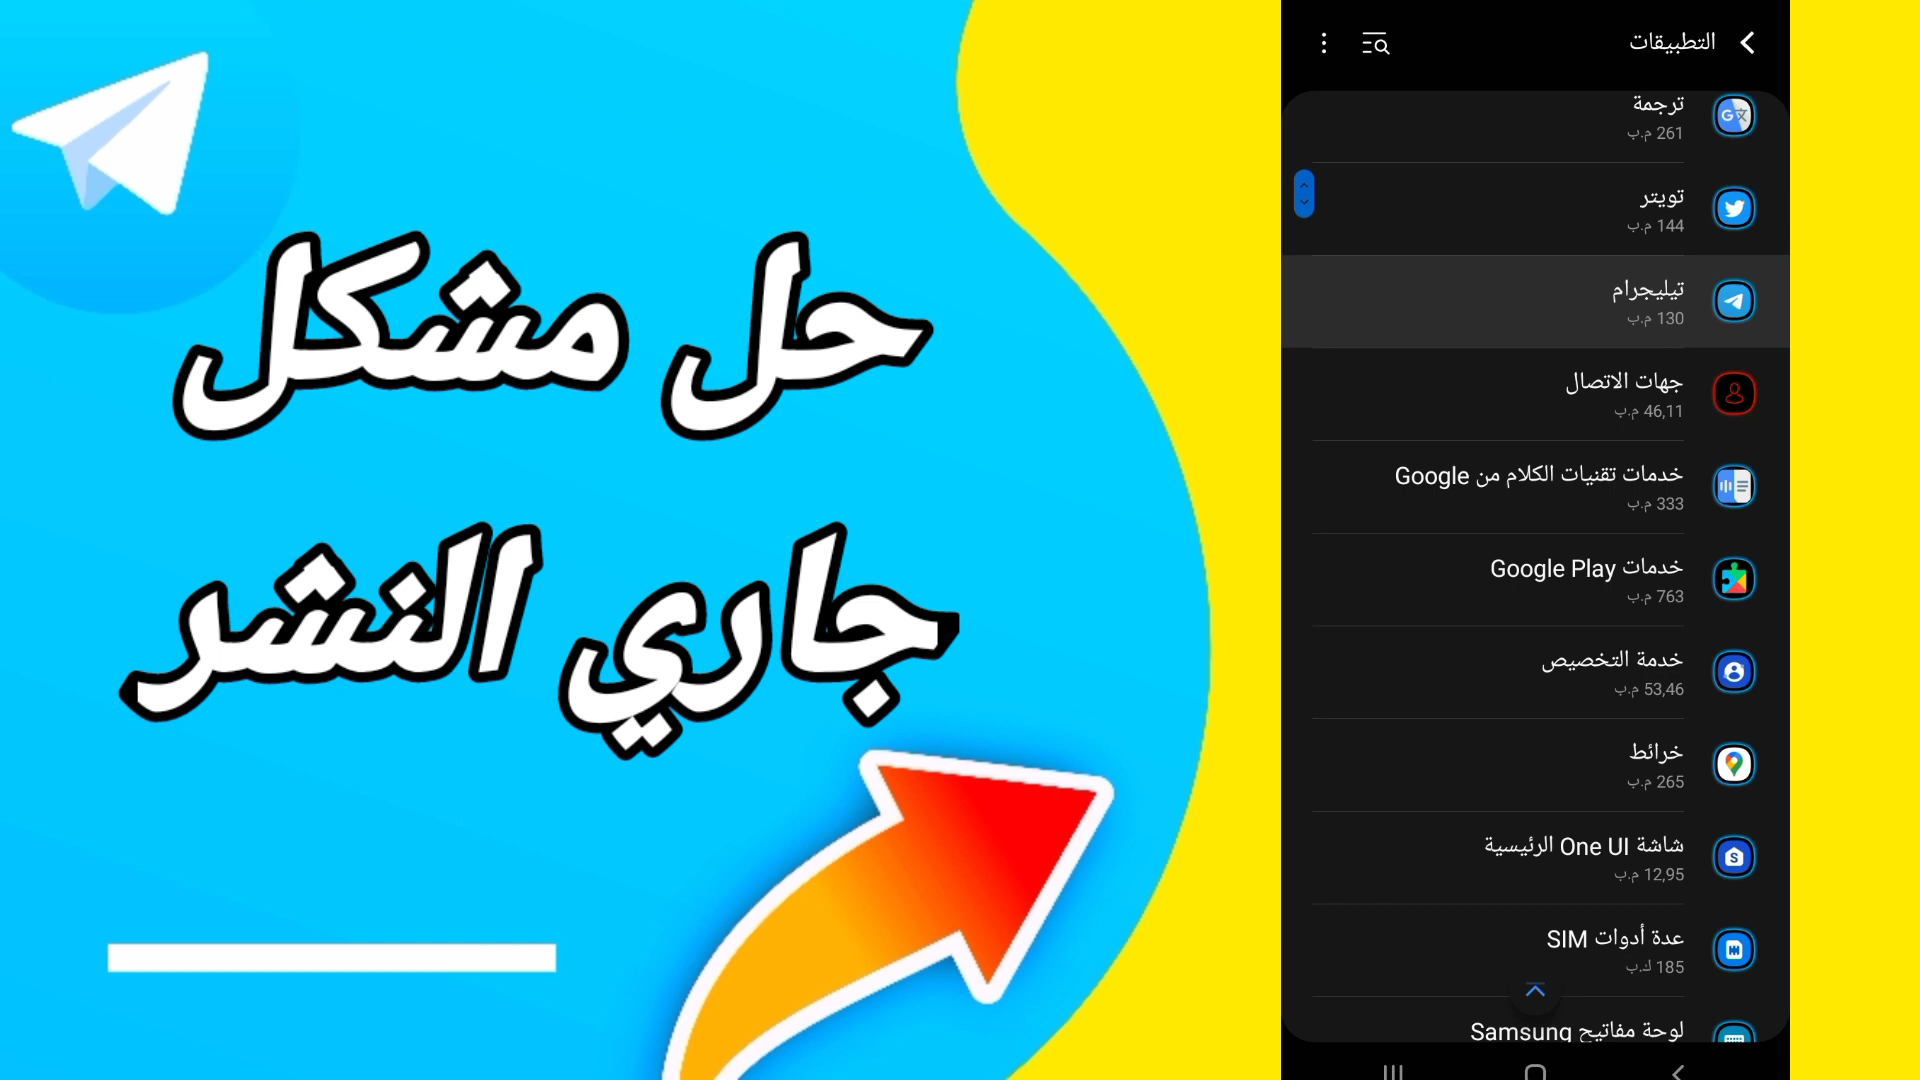 حل مشكل
جاري النشر
التطبيقات
ترجمة
261 م.ب
تويتر
144 م.ب
تيليجرام
130 م.ب
جهات الاتصال
46,11 م.ب
خدمات تقنيات الكلام من Google
333 م.ب
خدمات Google Play
763 م.ب
خدمة التخصيص
53,46 م.ب
خرائط
265 م.ب
شاشة One UI الرئيسية
12,95 م.ب
عدة أدوات SIM
185 ك.ب
لوحة مفاتيح Samsung